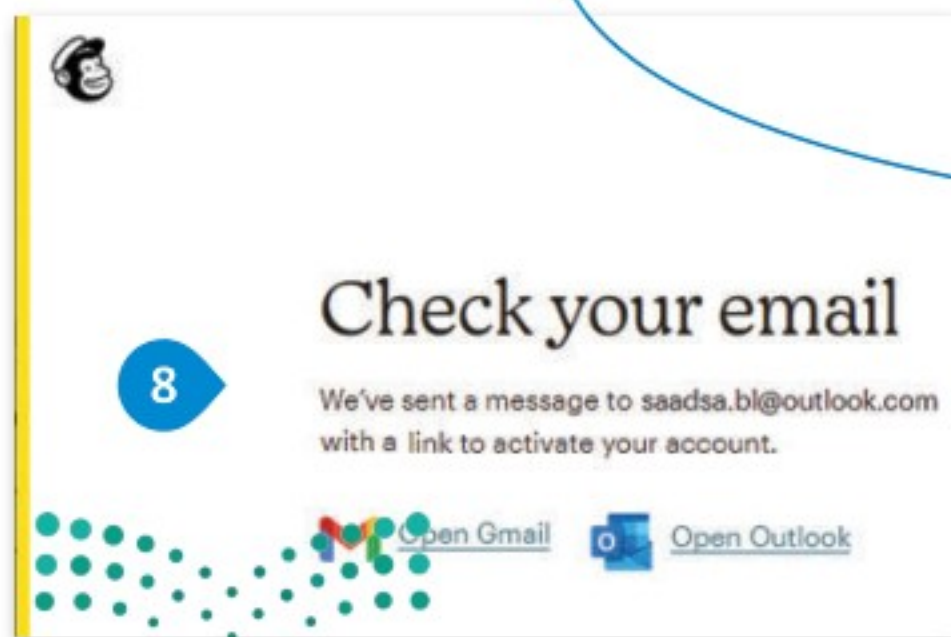 Check your email
8
We've sent a message to saadsa.bl@outlook.com
with a link to activate your account.
Open Gmail
Open Outlook